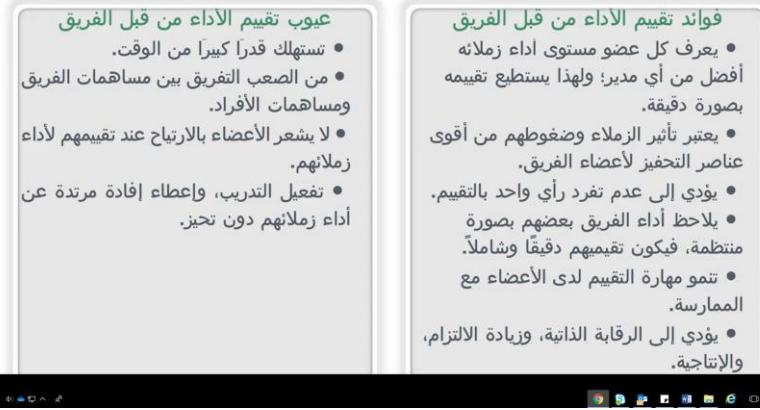 فوائد تقييم الأداء من قبل الفريق
• يعرف كل عضو مستوى أداء زملائه
أفضل من أي مدير؛ ولهذا يستطيع تقييمه
بصورة دقيقة.
• يعتبر تأثير الزملاء وضغوطهم من أقوى
عناصر التحفيز لأعضاء الفريق.
• يؤدي إلى عدم تفرد رأي واحد بالتقييم.
• يلاحظ أداء الفريق بعضهم بصورة
منتظمة، فيكون تقيميهم دقيقًا وشاملاً.
• تنمو مهارة التقييم لدى الأعضاء مع
الممارسة.
• يؤدي إلى الرقابة الذاتية، وزيادة الالتزام،
والإنتاجية.
عيوب تقييم الأداء من قبل الفريق
• تستهلك قدرًا كبيرًا من الوقت.
• من الصعب التفريق بين مساهمات الفريق
ومساهمات الأفراد.
• لا يشعر الأعضاء بالارتياح عند تقييمهم لأداء
زملائهم.
• تفعيل التدريب، وإعطاء إفادة مرتدة عن
أداء زملائهم دون تحيز.